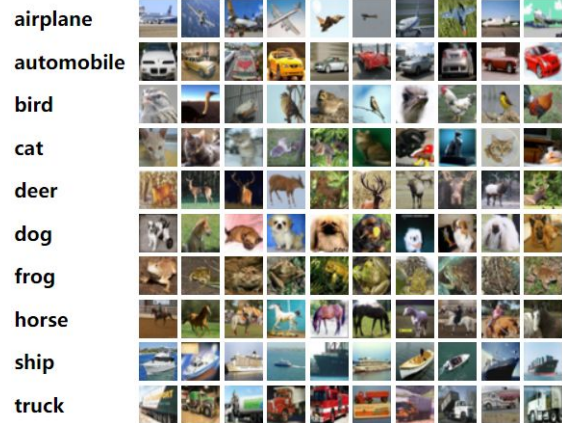 airplane
automobile
bird
cat
deer
dog
frog
horse
ship
truck